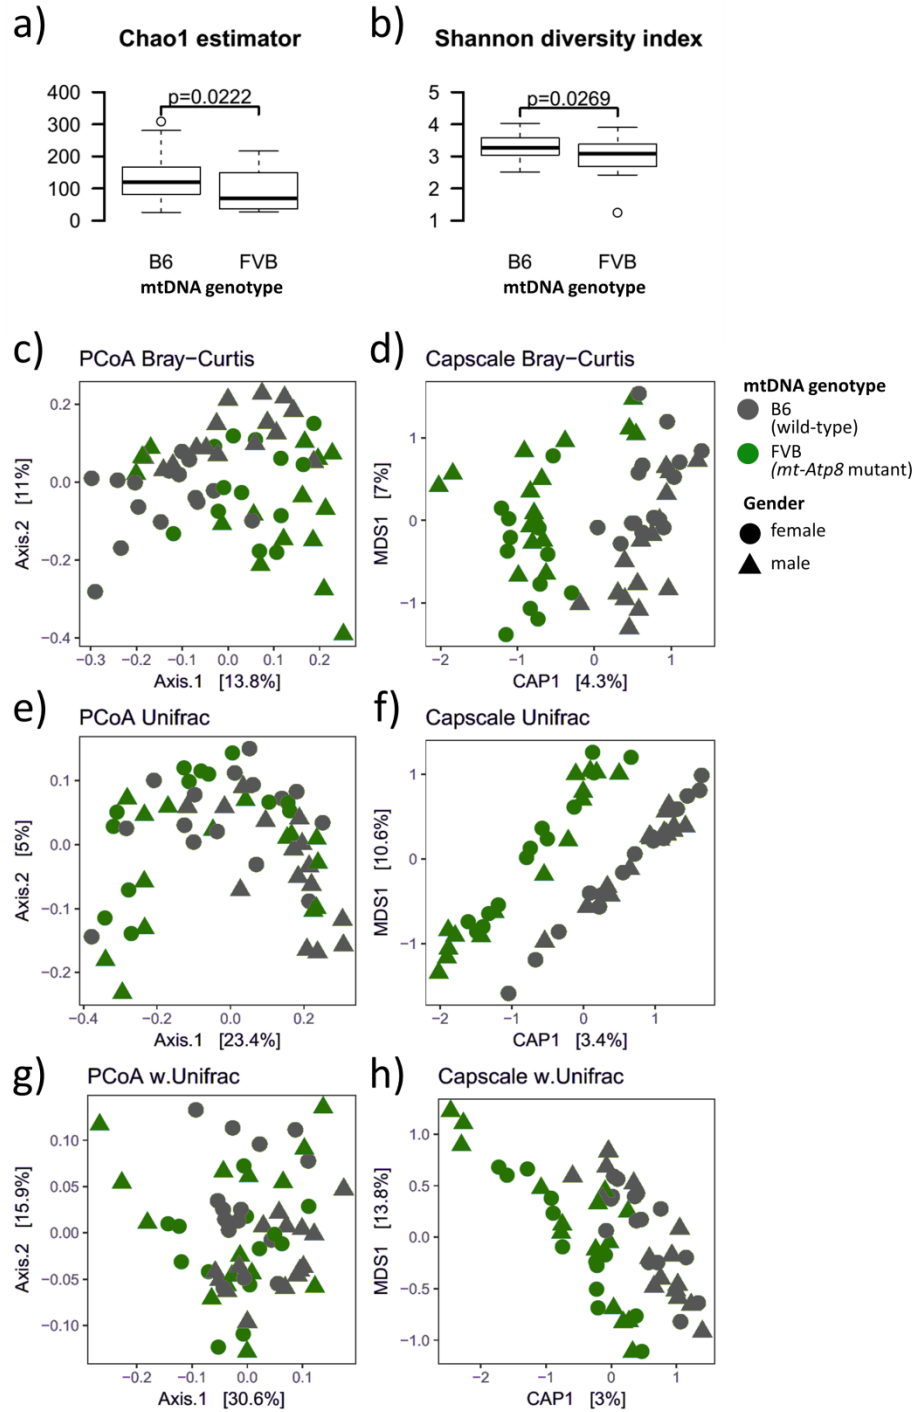 a)
Chao1 estimator
400
300
200
100
0
p=0.0222
B6
FVB
mtDNA genotype
b)
Shannon diversity index
5
4
3
2
1
p=0.0269
B6
FVB
mtDNA genotype
c)
PCoA Bray−Curtis
0.2
0.0
−0.2
−0.4
Axis.2 [11%]
−0.3 −0.2 −0.1 0.0 0.1 0.2
Axis.1 [13.8%]
d)
Capscale Bray−Curtis
1
0
−1
MDS1 [7%]
−2 −1 0 1
CAP1 [4.3%]
mtDNA genotype
B6
(wild-type)
FVB
(mt-Atp8 mutant)
Gender
female
male
e)
PCoA Unifrac
0.1
0.0
−0.1
−0.2
Axis.2 [5%]
−0.4 −0.2 0.0 0.2
Axis.1 [23.4%]
f)
Capscale Unifrac
1
0
−1
MDS1 [10.6%]
−2 −1 0 1
CAP1 [3.4%]
g)
PCoA w.Unifrac
0.10
0.05
0.00
−0.05
−0.10
Axis.2 [15.9%]
−0.2 −0.1 0.0 0.1
Axis.1 [30.6%]
h)
Capscale w.Unifrac
1.0
0.5
0.0
−0.5
−1.0
MDS1 [13.8%]
−2 −1 0 1
CAP1 [3%]